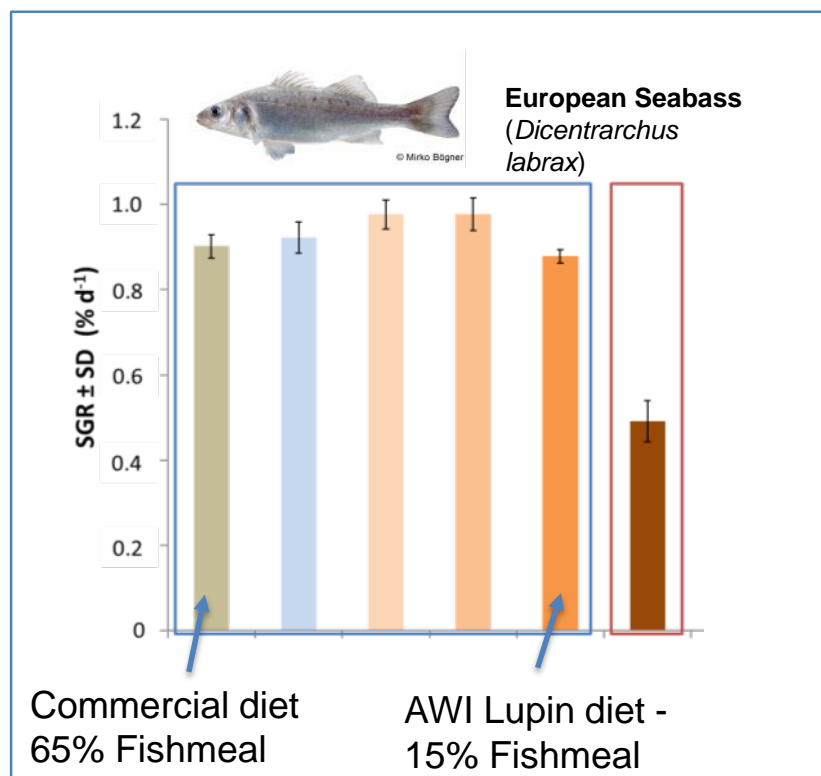 © Mirko Bögner
European Seabass
(Dicentrarchus
labrax)
1.2
1.0
0.8
0.6
0.4
0.2
0
SGR ± SD (% d⁻¹)
Commercial diet
65% Fishmeal
AWI Lupin diet -
15% Fishmeal